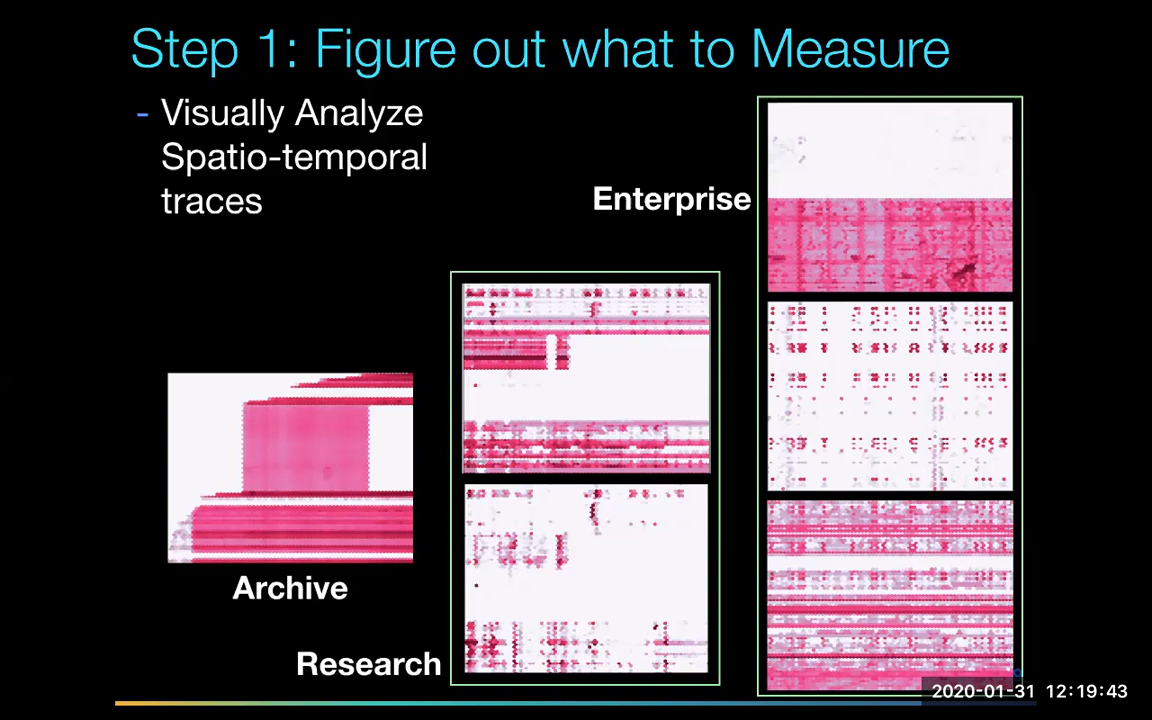 Step 1: Figure out what to Measure
- Visually Analyze
Spatio-temporal
traces
Enterprise
Archive
Research
2020-01-31 12:19:43